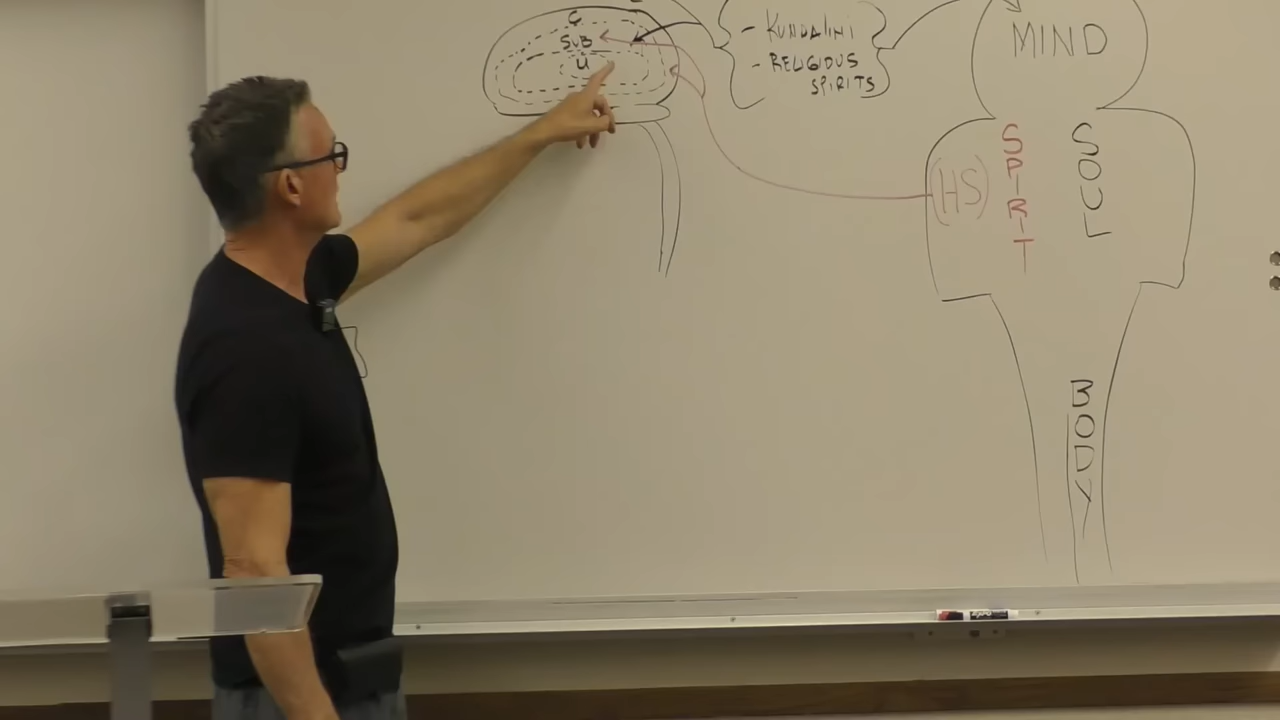 C
SUB
U
- KUNDALINI
- RELIGIOUS
SPIRITS
MIND
(HS)
SPIRIT
SOUL
BODY